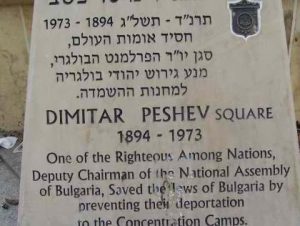 תרנ"ד - תשל"ג 1894 - 1973
חסיד אומות העולם,
סגן יו"ר הפרלמנט הבולגרי,
מנע גירוש יהודי בולגריה
למחנות ההשמדה.
DIMITAR PESHEV SQUARE
1894 - 1973
One of the Righteous Among Nations,
Deputy Chairman of the National Assembly
of Bulgaria, Saved the Jews of Bulgaria by
preventing their deportation
to the Concentration Camps.